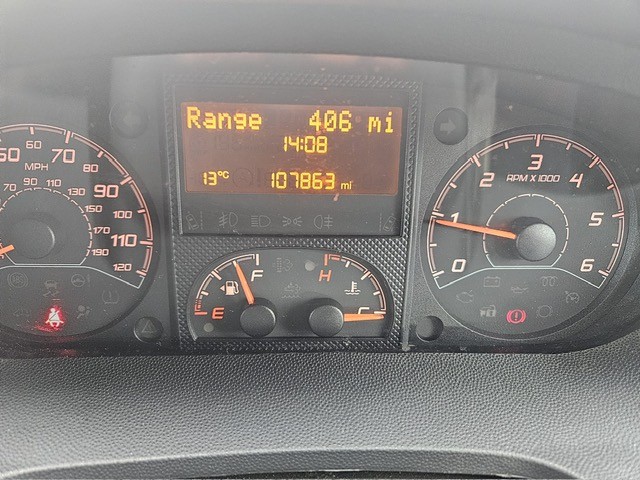 Range 406 mi
14:08
13°C 107863 mi
60 70 80 90 100 110 120
MPH
70 90 110 130 150 170 190
F
E
H
C
0 1 2 3 4 5 6
RPM X 1000